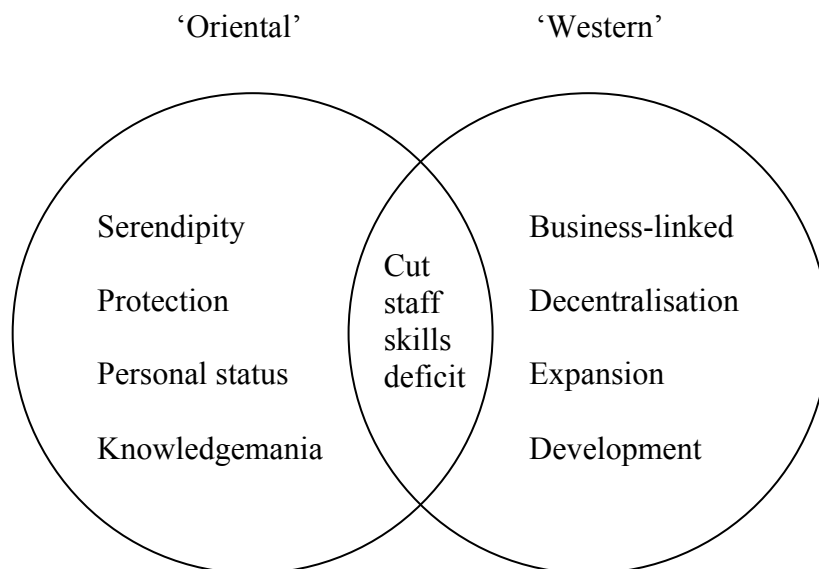 ‘Oriental’
‘Western’
Serendipity
Protection
Personal status
Knowledgemania
Cut
staff
skills
deficit
Business-linked
Decentralisation
Expansion
Development